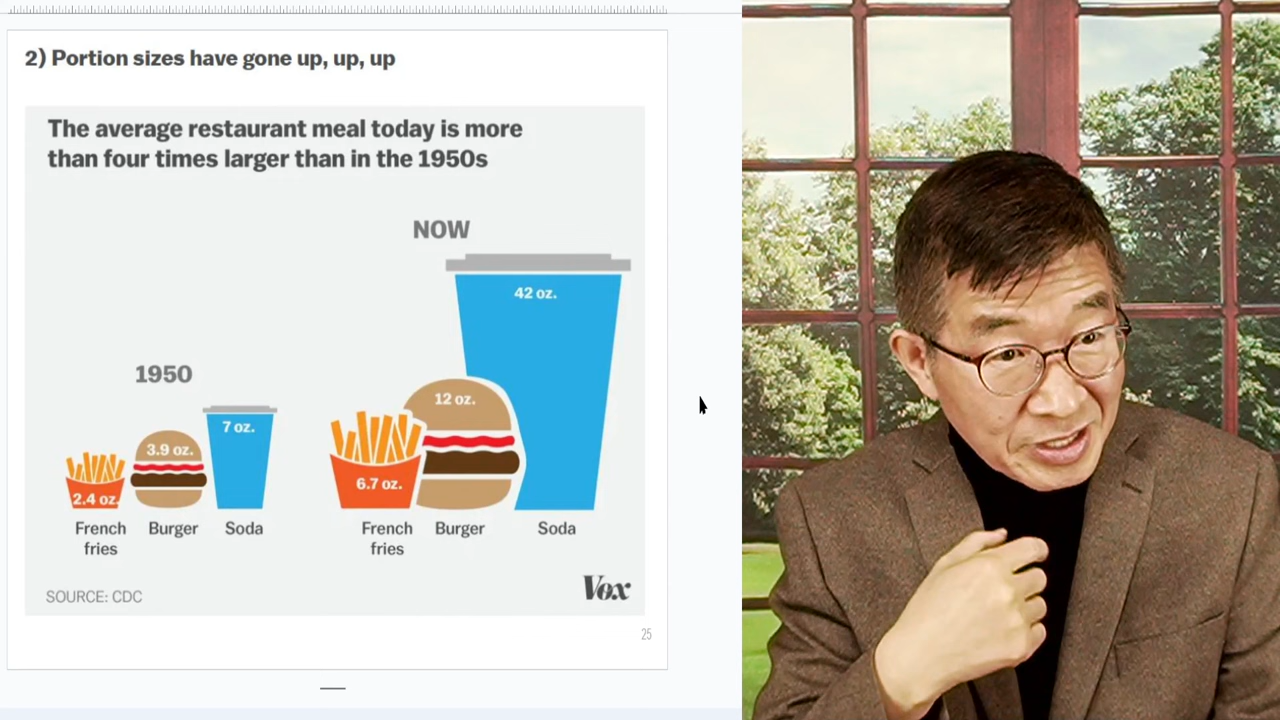 2) Portion sizes have gone up, up, up
The average restaurant meal today is more
than four times larger than in the 1950s
NOW
42 oz.
1950
12 oz.
7 oz.
3.9 oz.
6.7 oz.
2.4 oz.
French
fries
Burger
Soda
French
fries
Burger
Soda
SOURCE: CDC
Vox
25